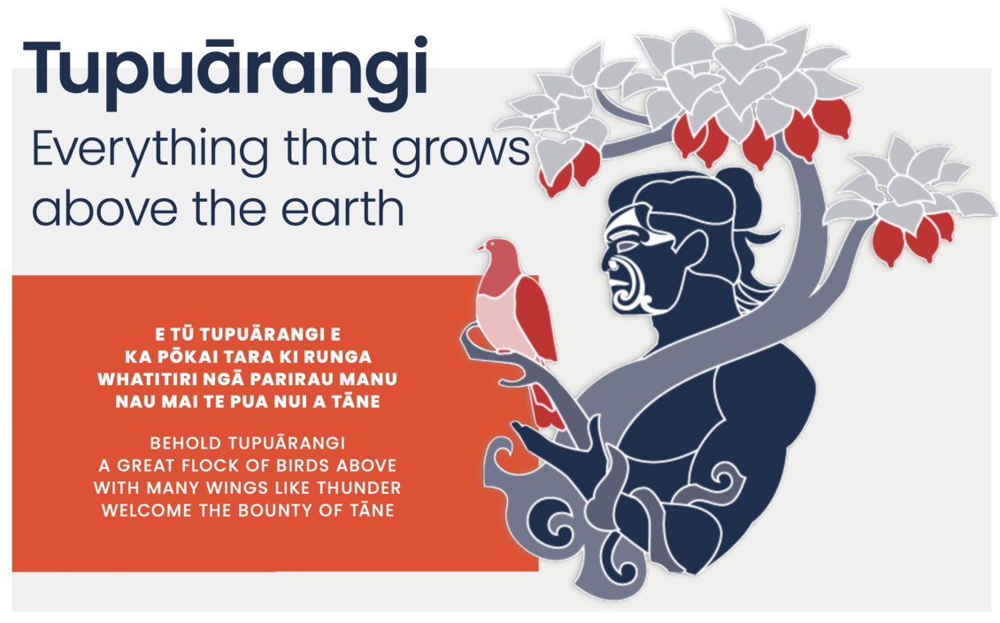 Tupuārangi
Everything that grows
above the earth
E TŪ TUPUĀRANGI E
KA PŌKAI TARA KI RUNGA
WHATITIRI NGĀ PARIRAU MANU
NAU MAI TE PUA NUI A TĀNE
BEHOLD TUPUĀRANGI
A GREAT FLOCK OF BIRDS ABOVE
WITH MANY WINGS LIKE THUNDER
WELCOME THE BOUNTY OF TĀNE